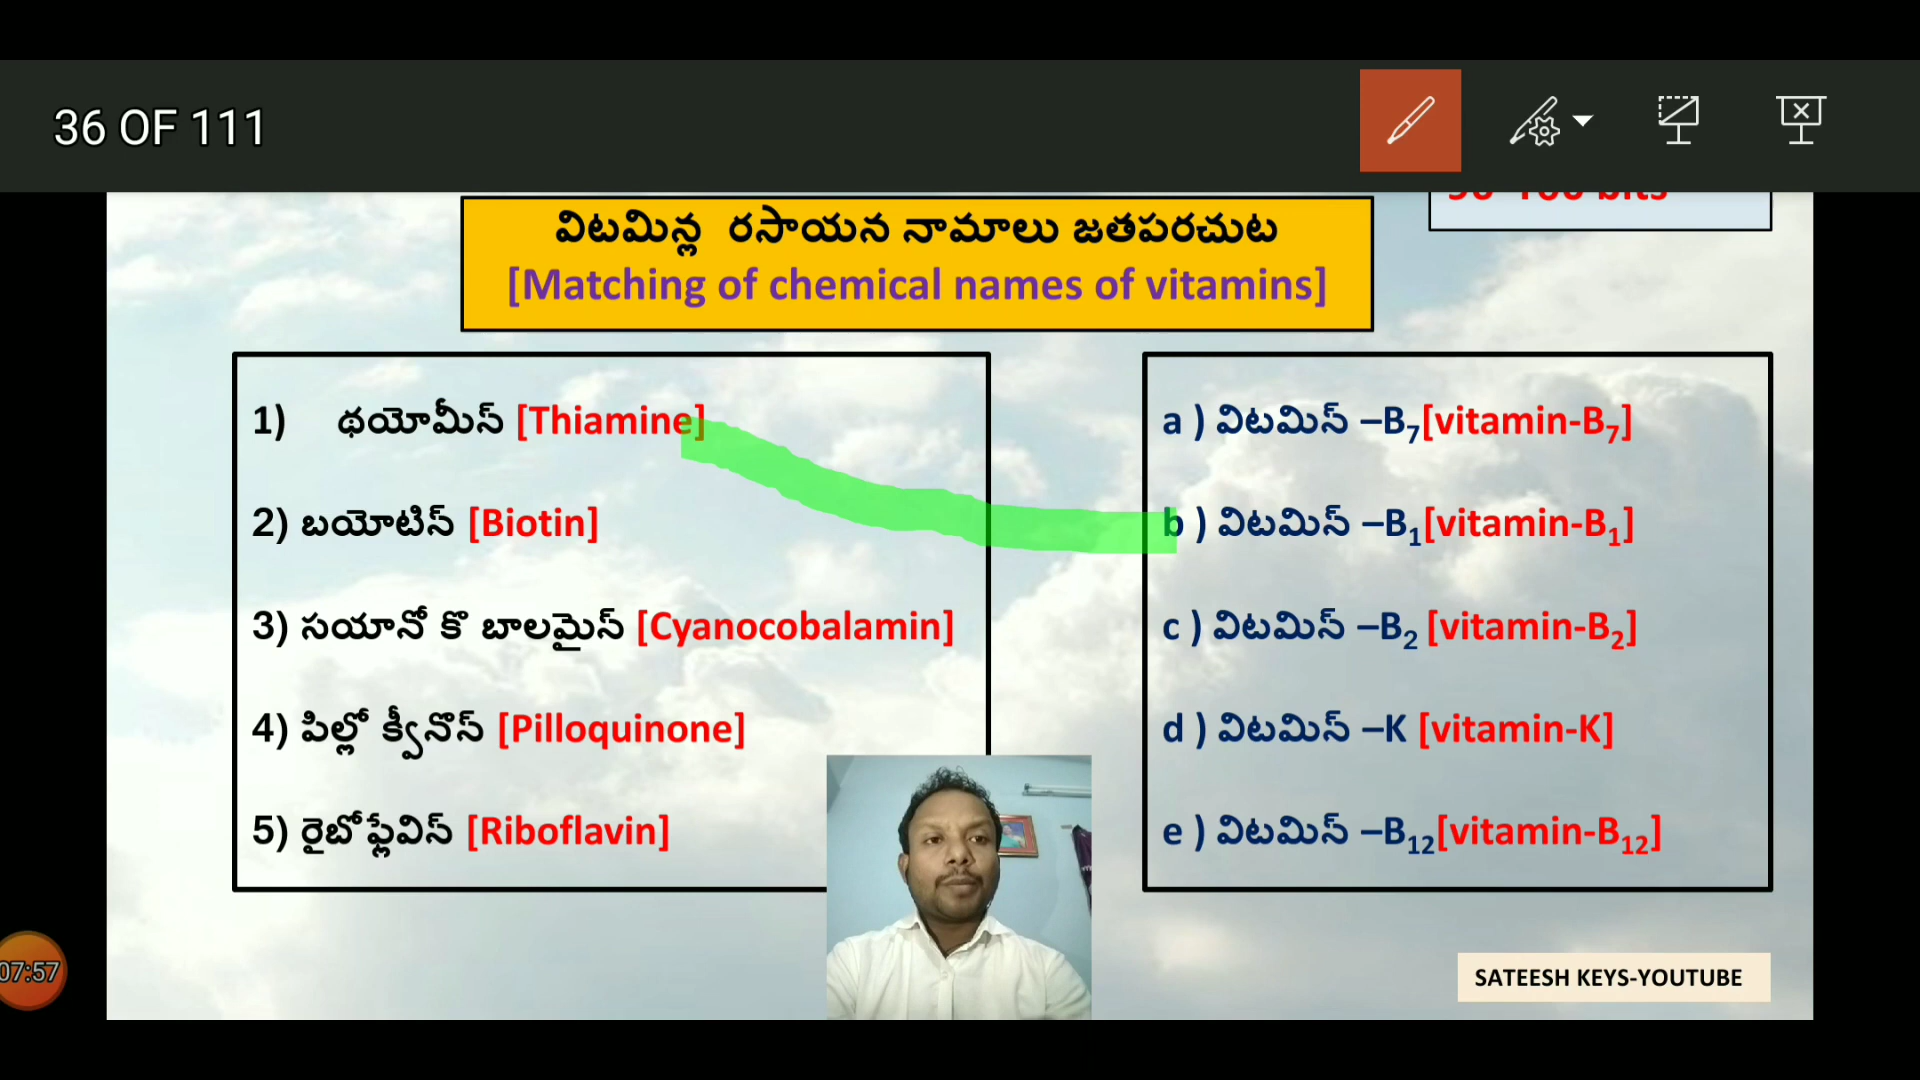 36 OF 111
విటమిన్ల రసాయన నామాలు జతపరచుట
[Matching of chemical names of vitamins]
1) థయోమీన్ [Thiamine]
2) బయోటిన్ [Biotin]
3) సయానో కొ బాలమైన్ [Cyanocobalamin]
4) పిల్లో క్వీనొన్ [Pilloquinone]
5) రైబోఫ్లేవిన్ [Riboflavin]
a ) విటమిన్ –B7[vitamin-B7]
b ) విటమిన్ –B1[vitamin-B1]
c ) విటమిన్ –B2 [vitamin-B2]
d ) విటమిన్ –K [vitamin-K]
e ) విటమిన్ –B12[vitamin-B12]
07:57
SATEESH KEYS-YOUTUBE